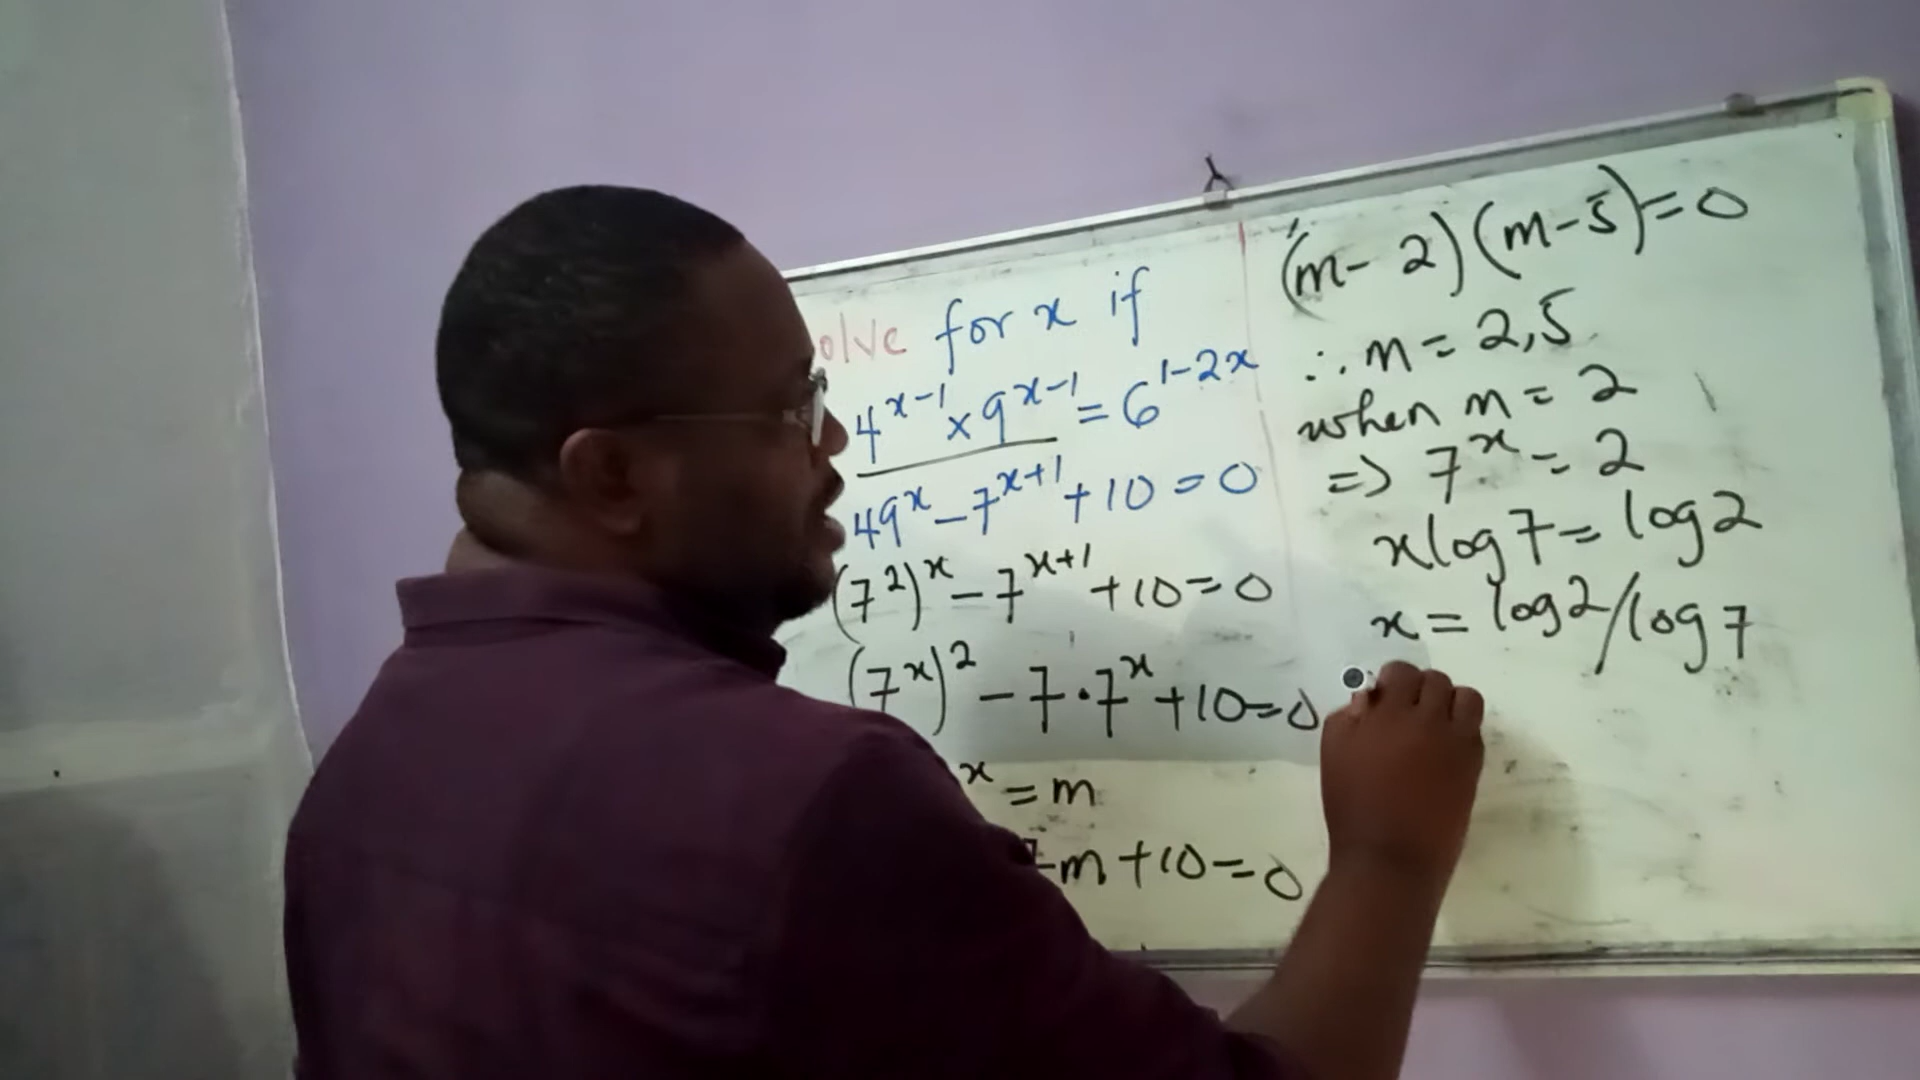 olve for x if
4^{x-1} × 9^{x-1} = 6^{1-2x}
49^x - 7^{x+1} + 10 = 0
(7^2)^x - 7^{x+1} + 10 = 0
(7^x)^2 - 7·7^x + 10 = 0
^x = m
m + 10 = 0
(m - 2)(m - 5) = 0
∴ m = 2, 5
when m = 2
=> 7^x = 2
x log 7 = log 2
x = log 2 / log 7